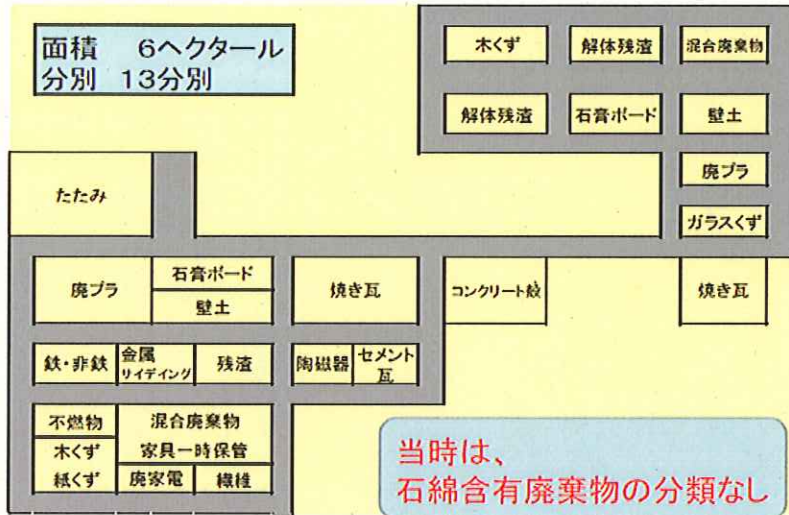 面積 6ヘクタール
分別 13分別
木くず 解体残渣 混合廃棄物
解体残渣 石膏ボード 壁土
廃プラ
ガラスくず
たたみ
廃プラ 石膏ボード 焼き瓦 コンクリート殻 焼き瓦
壁土
鉄・非鉄 金属 残渣 陶磁器 セメント
サイディング 瓦
不燃物 混合廃棄物
木くず 家具一時保管
紙くず 廃家電 繊維
当時は、
石綿含有廃棄物の分類なし